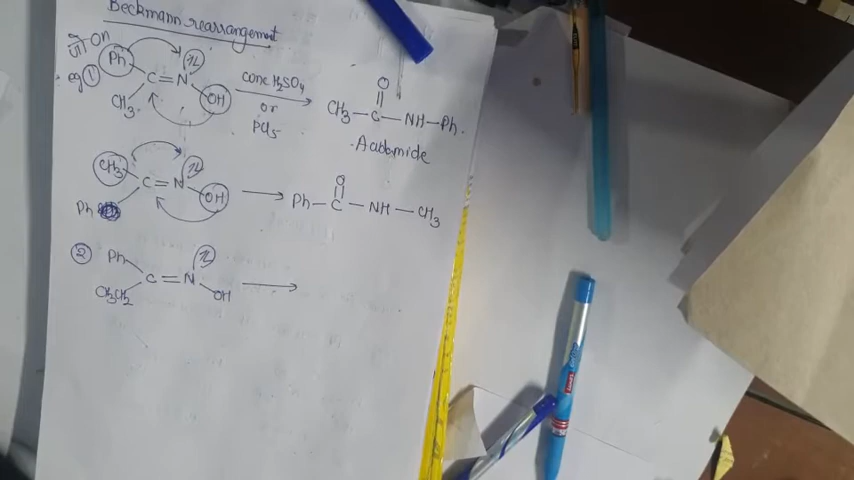 Beckmann rearrangement
eg ① Ph C=N OH CH₃ conc H₂SO₄ or PCl₅ CH₃-C-NH-Ph. O
CH₃ C=N OH Ph Ph-C-NH-CH₃ O
② Ph C=N OH CH₃CH₂